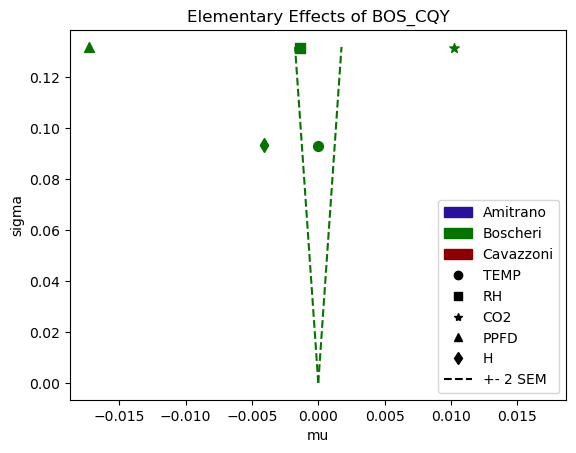 Elementary Effects of BOS_CQY
sigma
0.12
0.10
0.08
0.06
0.04
0.02
0.00
Amitrano
Boscheri
Cavazzoni
TEMP
RH
CO2
PPFD
H
+- 2 SEM
−0.015 −0.010 −0.005 0.000 0.005 0.010 0.015
mu